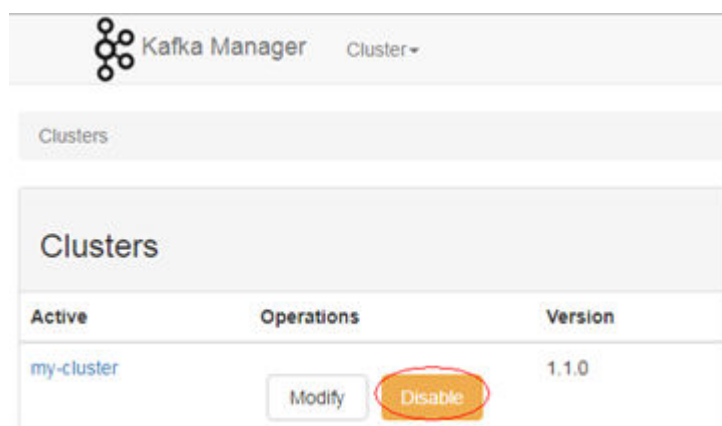 Kafka Manager Cluster
Clusters
Clusters
Active Operations Version
my-cluster 1.1.0
Modify Disable